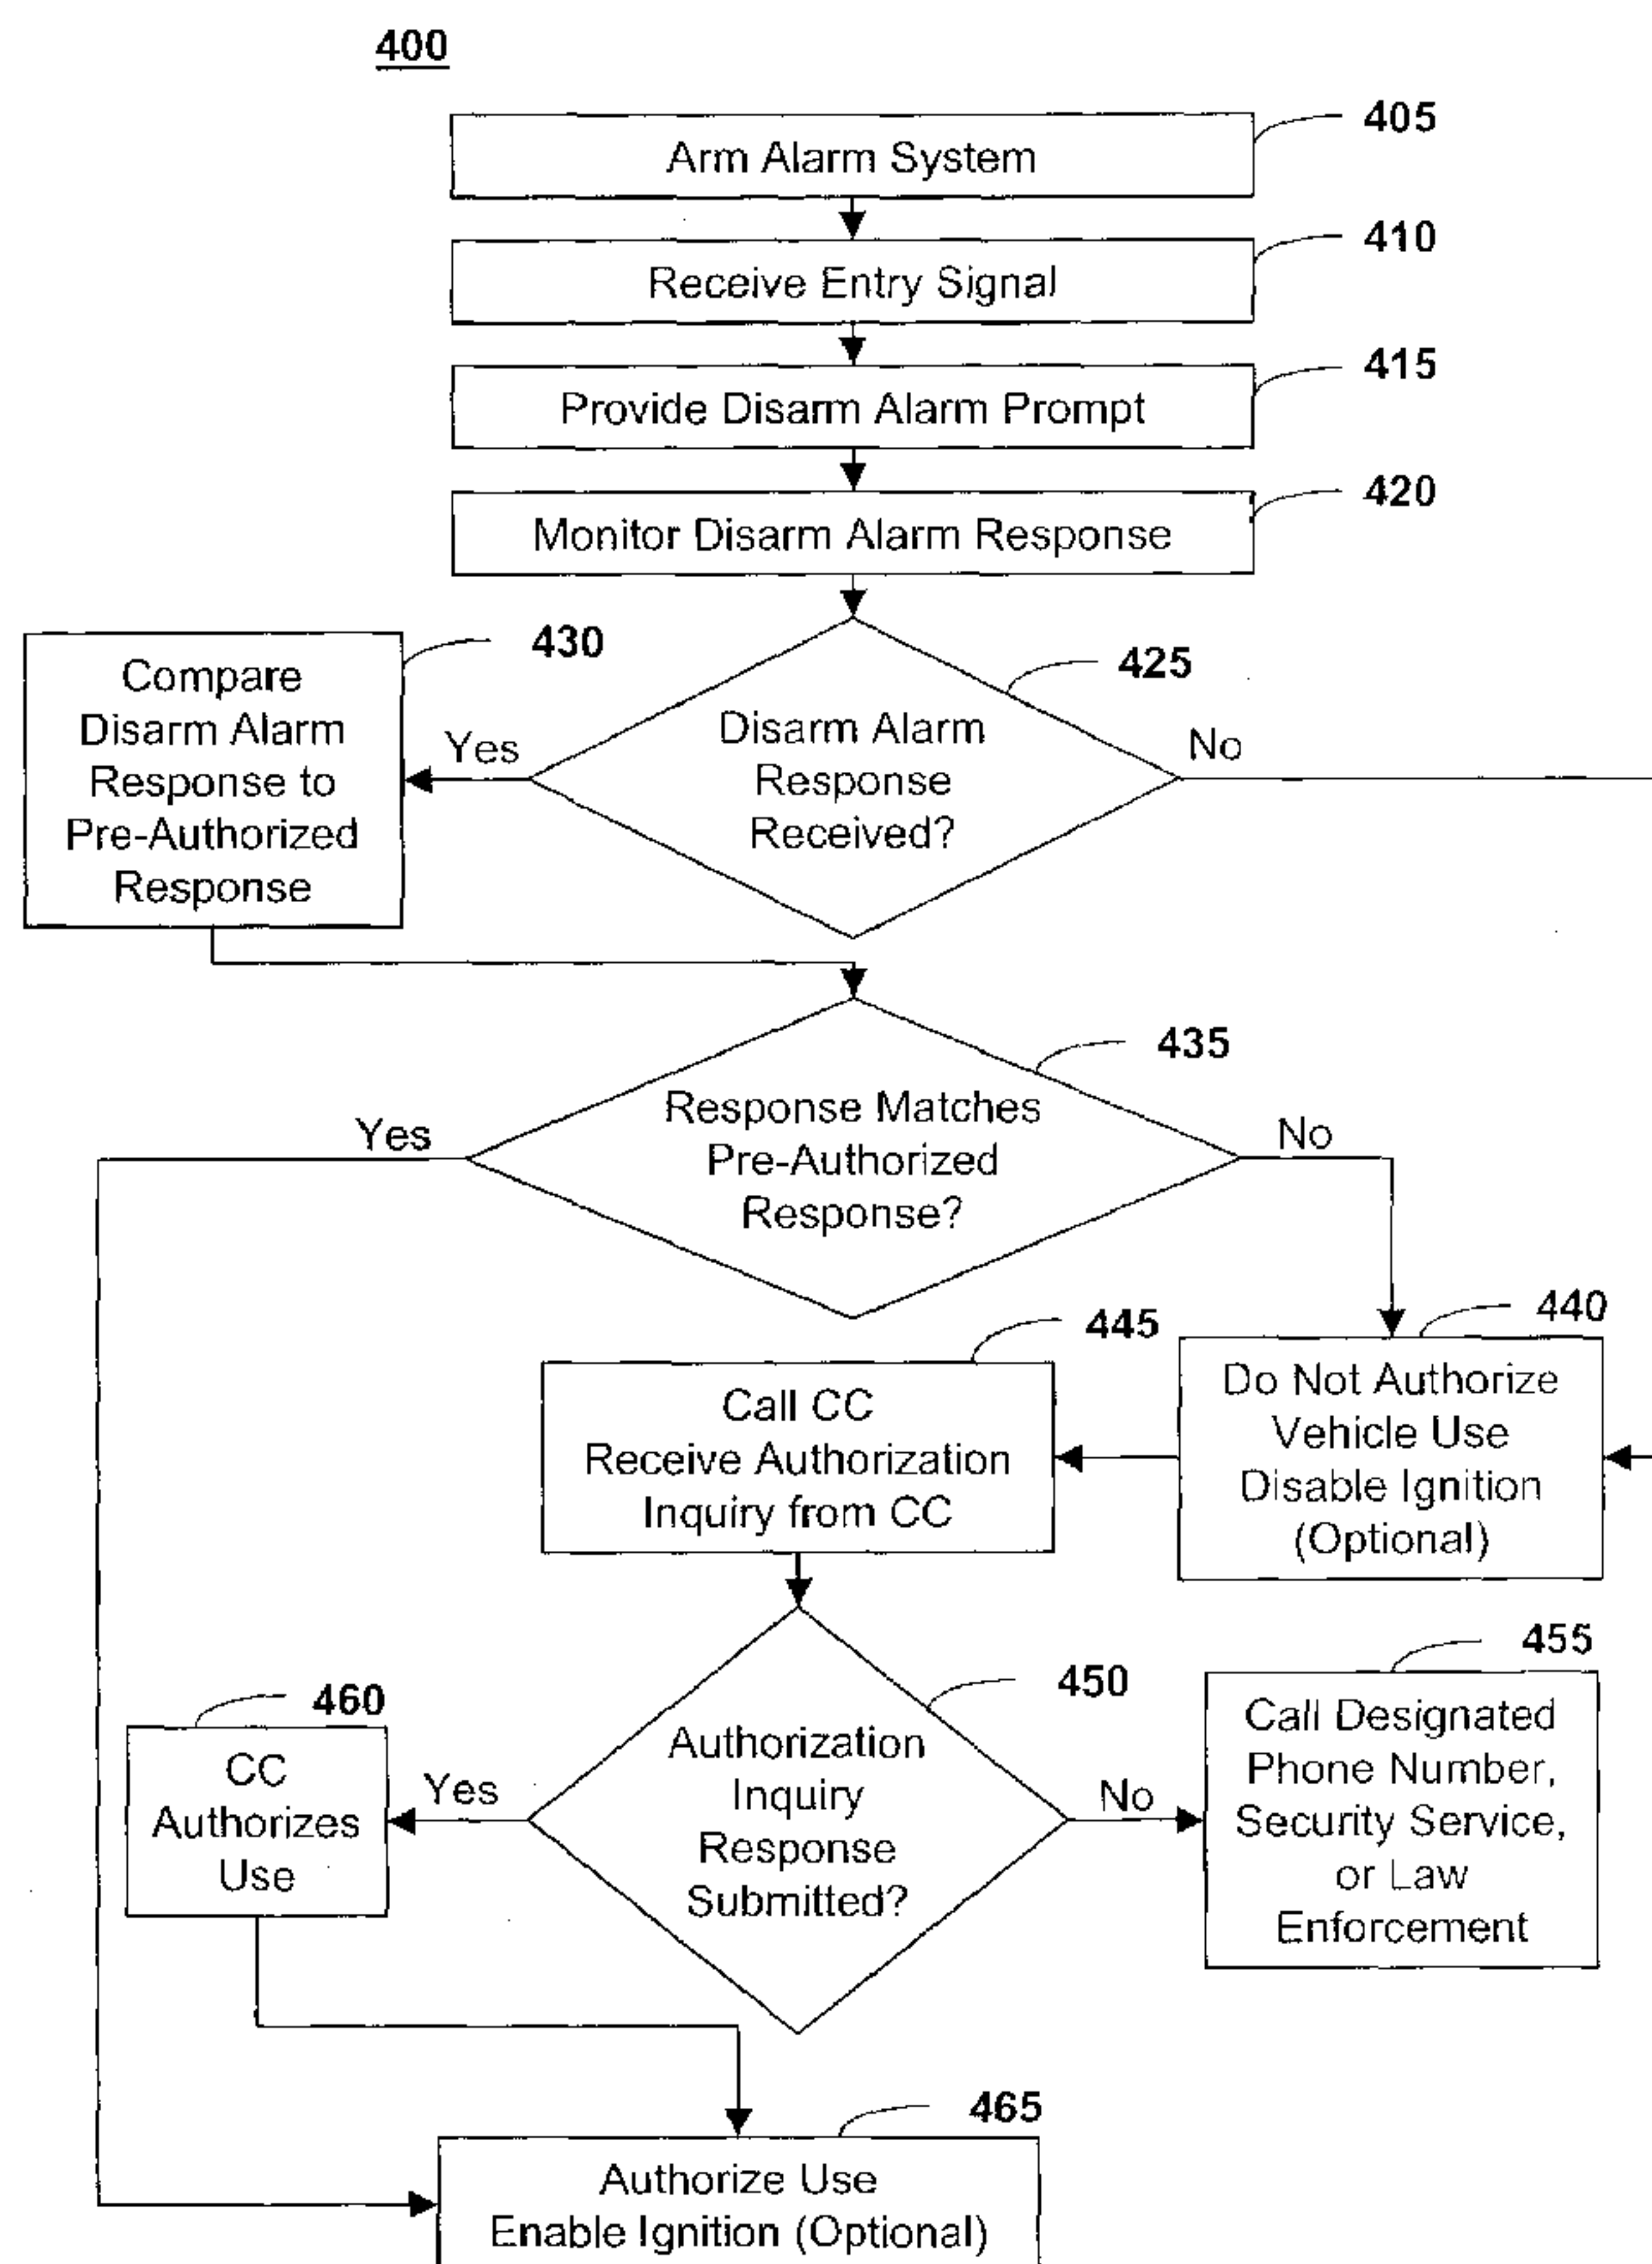 400
405
Arm Alarm System
410
Receive Entry Signal
415
Provide Disarm Alarm Prompt
420
Monitor Disarm Alarm Response
430
Compare
Disarm Alarm
Response to
Pre-Authorized
Response
425
Yes
Disarm Alarm
Response
Received?
No
435
Yes
Response Matches
Pre-Authorized
Response?
No
440
Do Not Authorize
Vehicle Use
Disable Ignition
(Optional)
445
Call CC
Receive Authorization
Inquiry from CC
450
Authorization
Inquiry
Response
Submitted?
No
455
Call Designated
Phone Number,
Security Service,
or Law
Enforcement
Yes
460
CC
Authorizes
Use
465
Authorize Use
Enable Ignition (Optional)